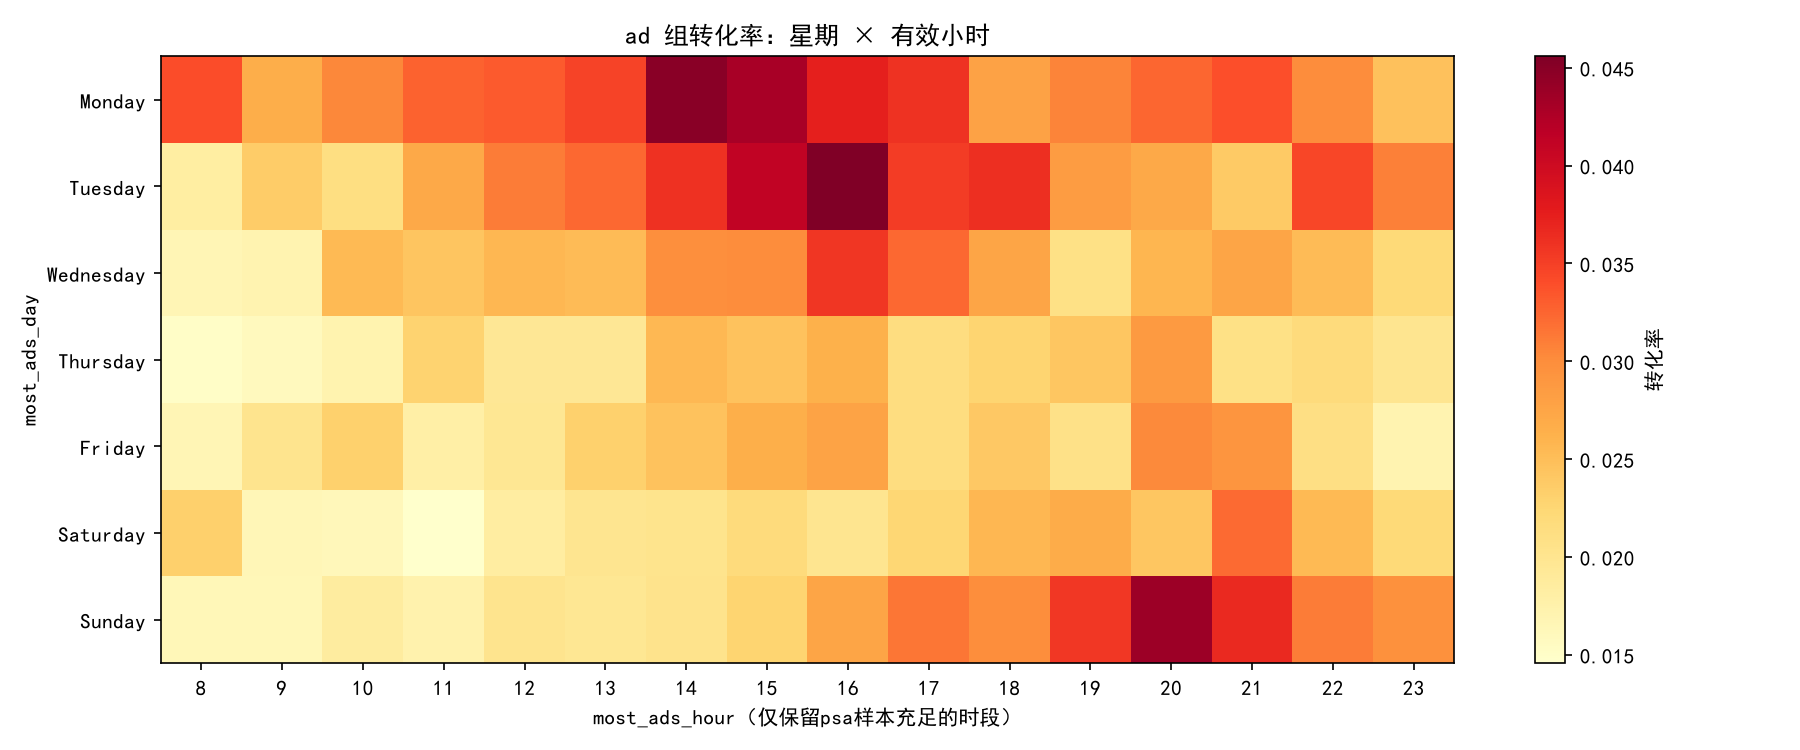 ad 组转化率：星期 × 有效小时
most_ads_day
Monday
Tuesday
Wednesday
Thursday
Friday
Saturday
Sunday
8 9 10 11 12 13 14 15 16 17 18 19 20 21 22 23
most_ads_hour（仅保留psa样本充足的时段）
0.045
0.040
0.035
0.030
0.025
0.020
0.015
转化率